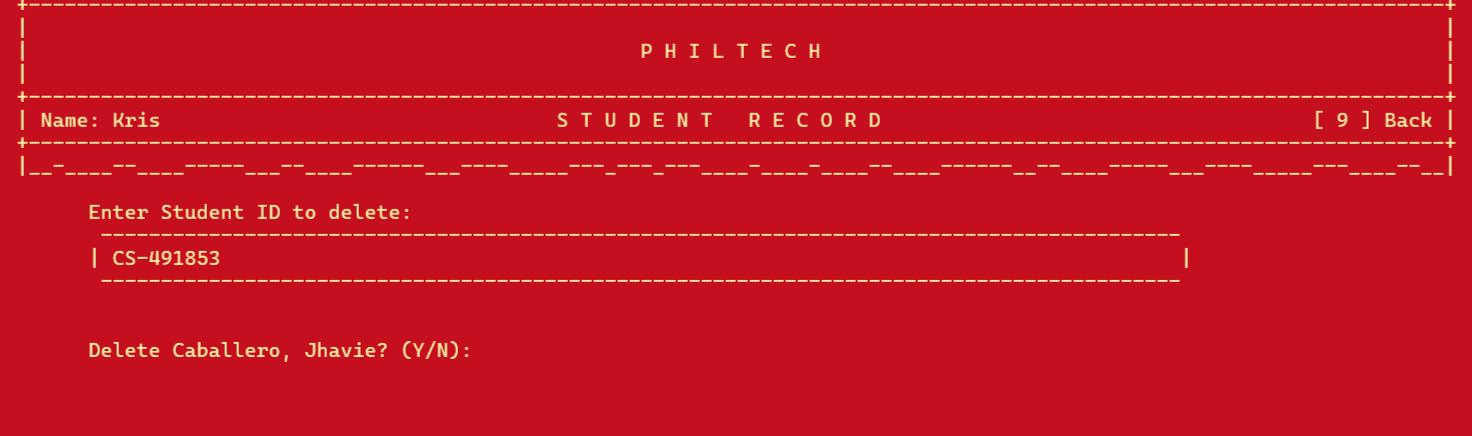 P H I L T E C H
Name: Kris S T U D E N T R E C O R D [ 9 ] Back
Enter Student ID to delete:
CS-491853
Delete Caballero, Jhavie? (Y/N):